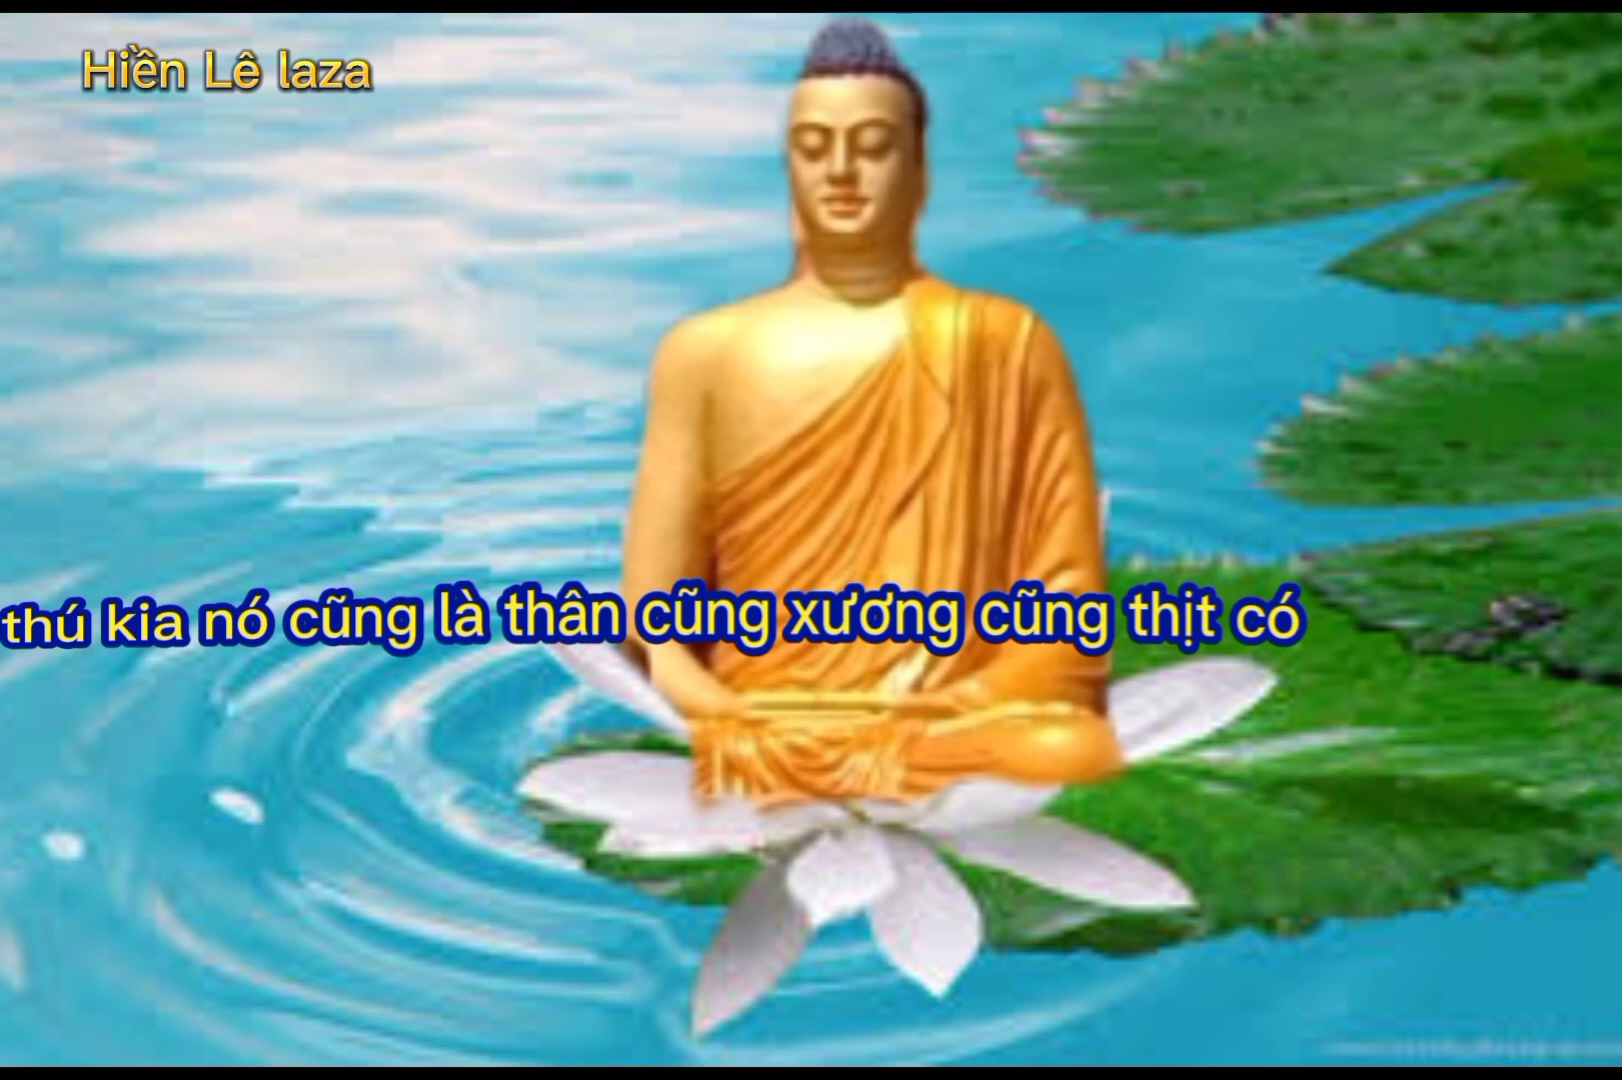 Hiền Lê laza
thú kia nó cũng là thân cũng xương cũng thịt có